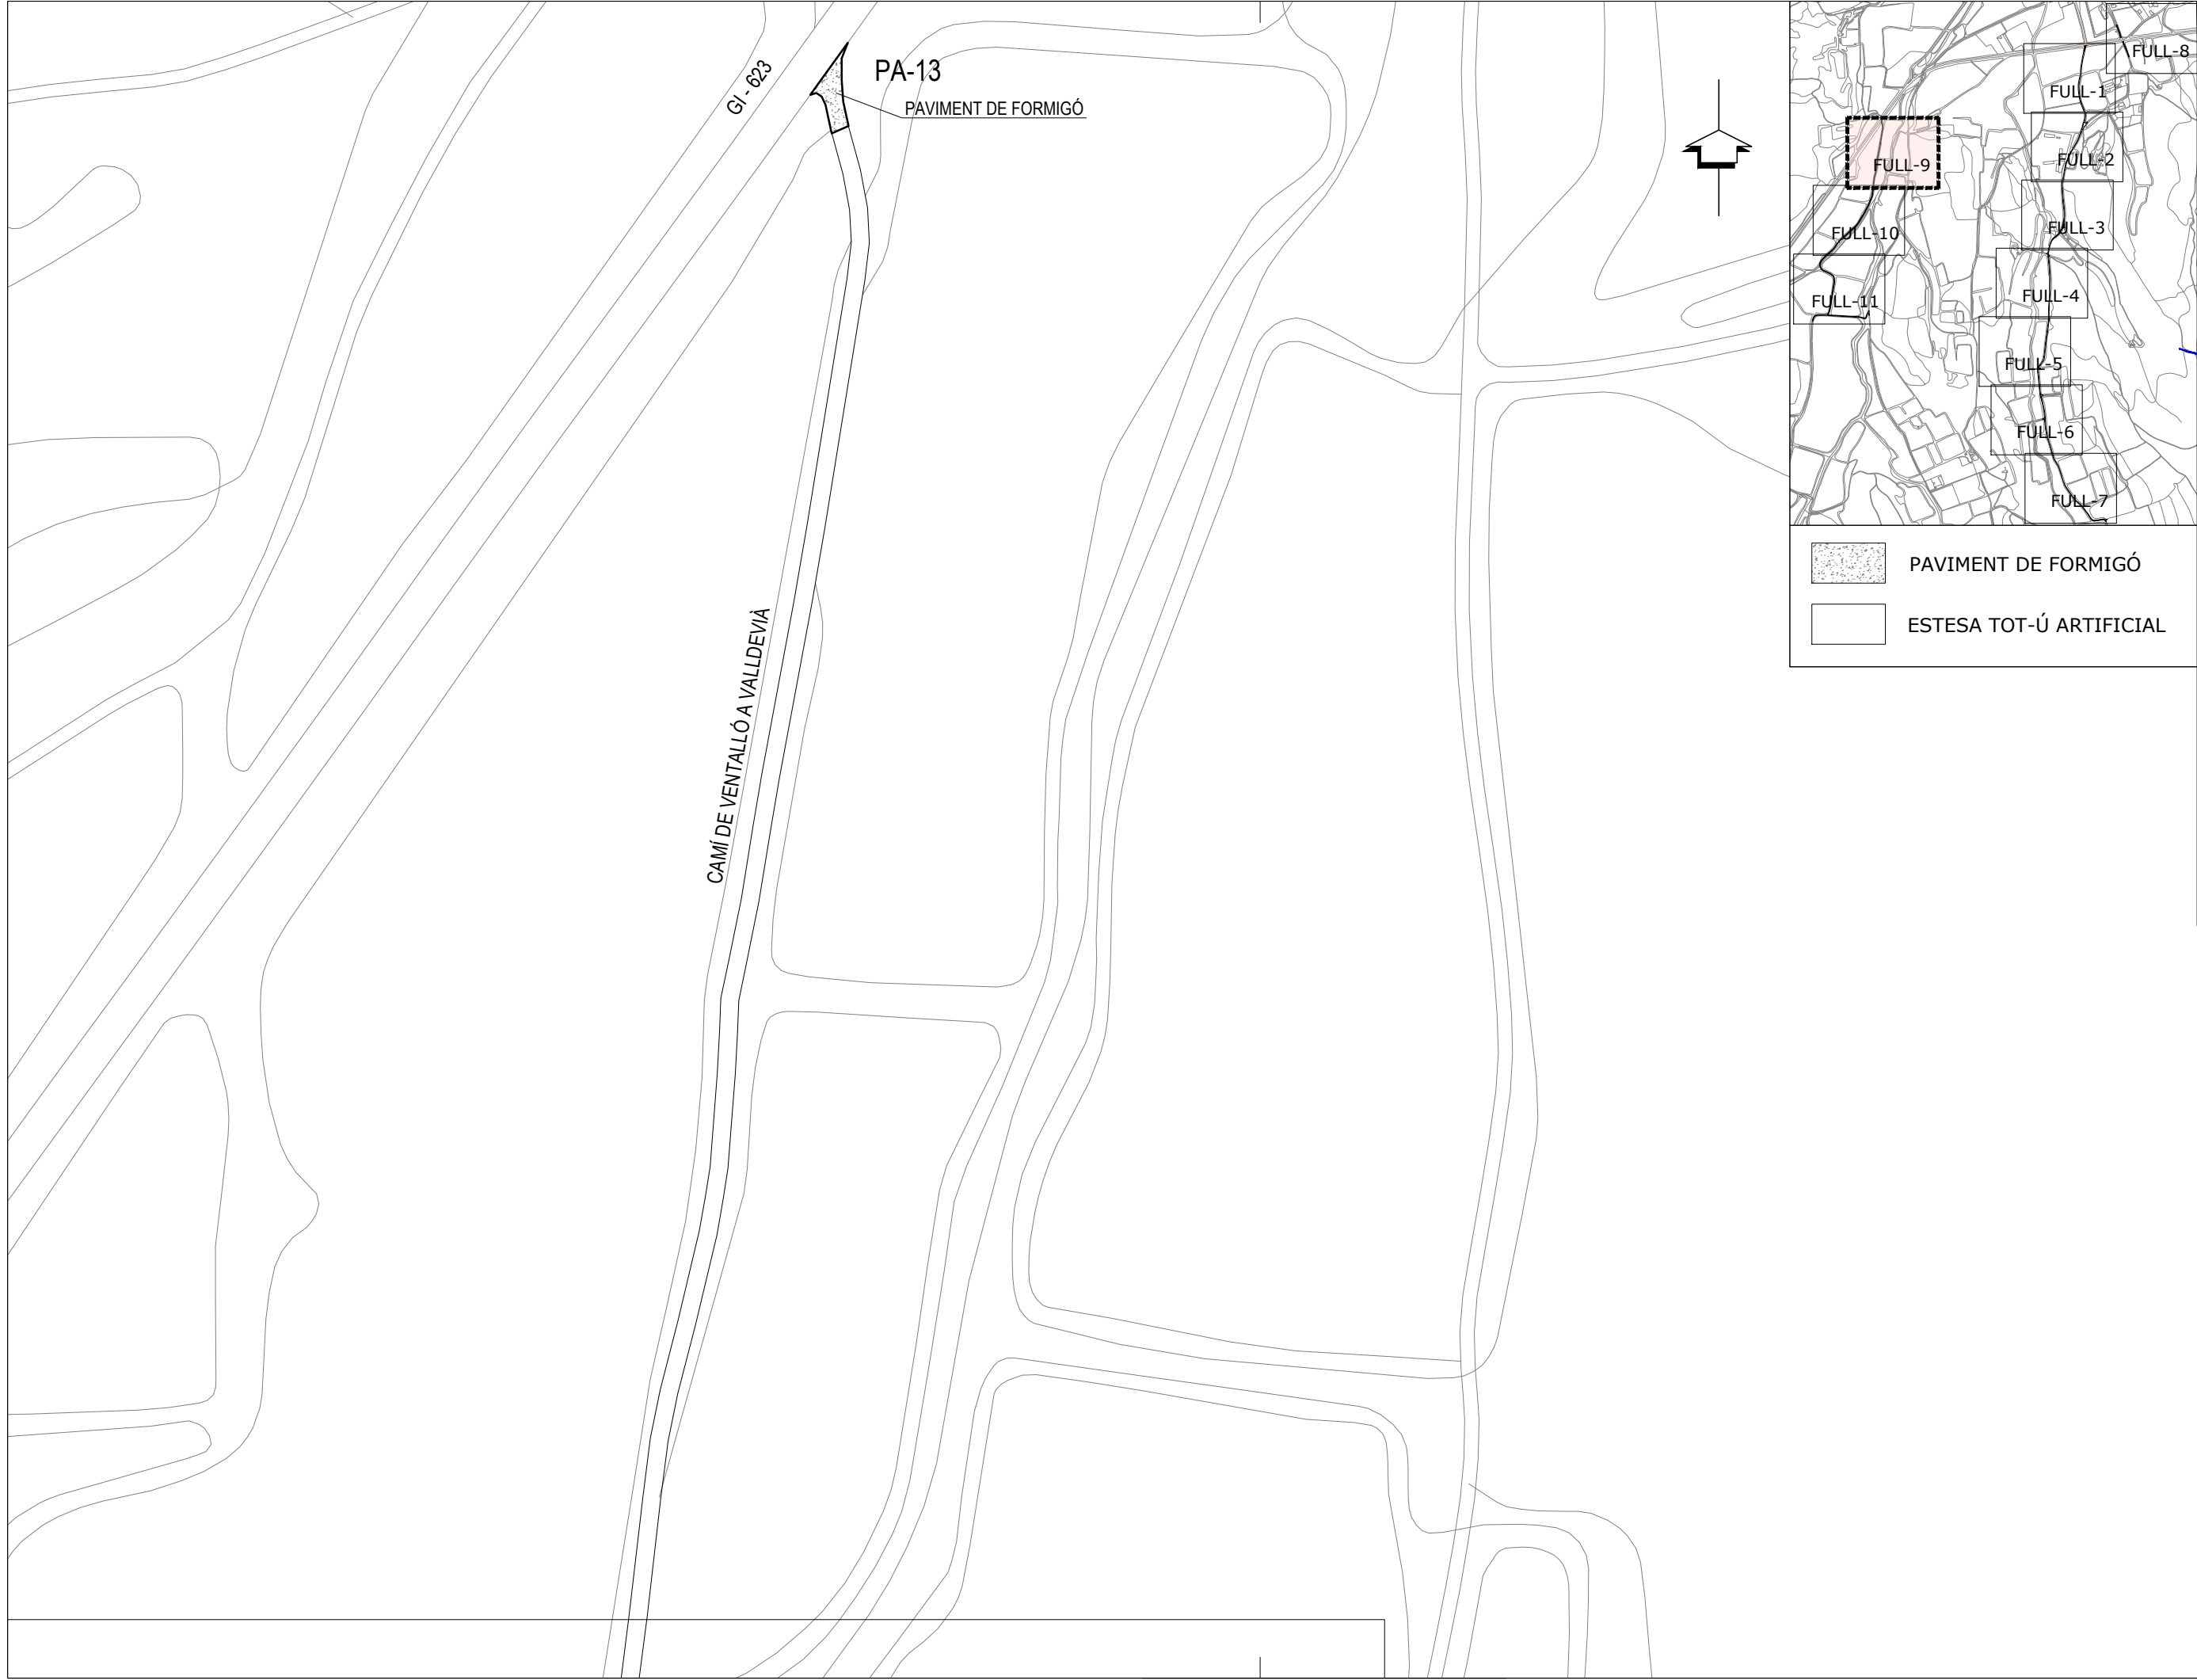 GI - 623
PA-13
PAVIMENT DE FORMIGÓ
CAMÍ DE VENTALLÓ A VALLDEVIÀ
FULL-8
FULL-1
FULL-9
FULL-2
FULL-10
FULL-3
FULL-11
FULL-4
FULL-5
FULL-6
FULL-7
PAVIMENT DE FORMIGÓ
ESTESA TOT-Ú ARTIFICIAL